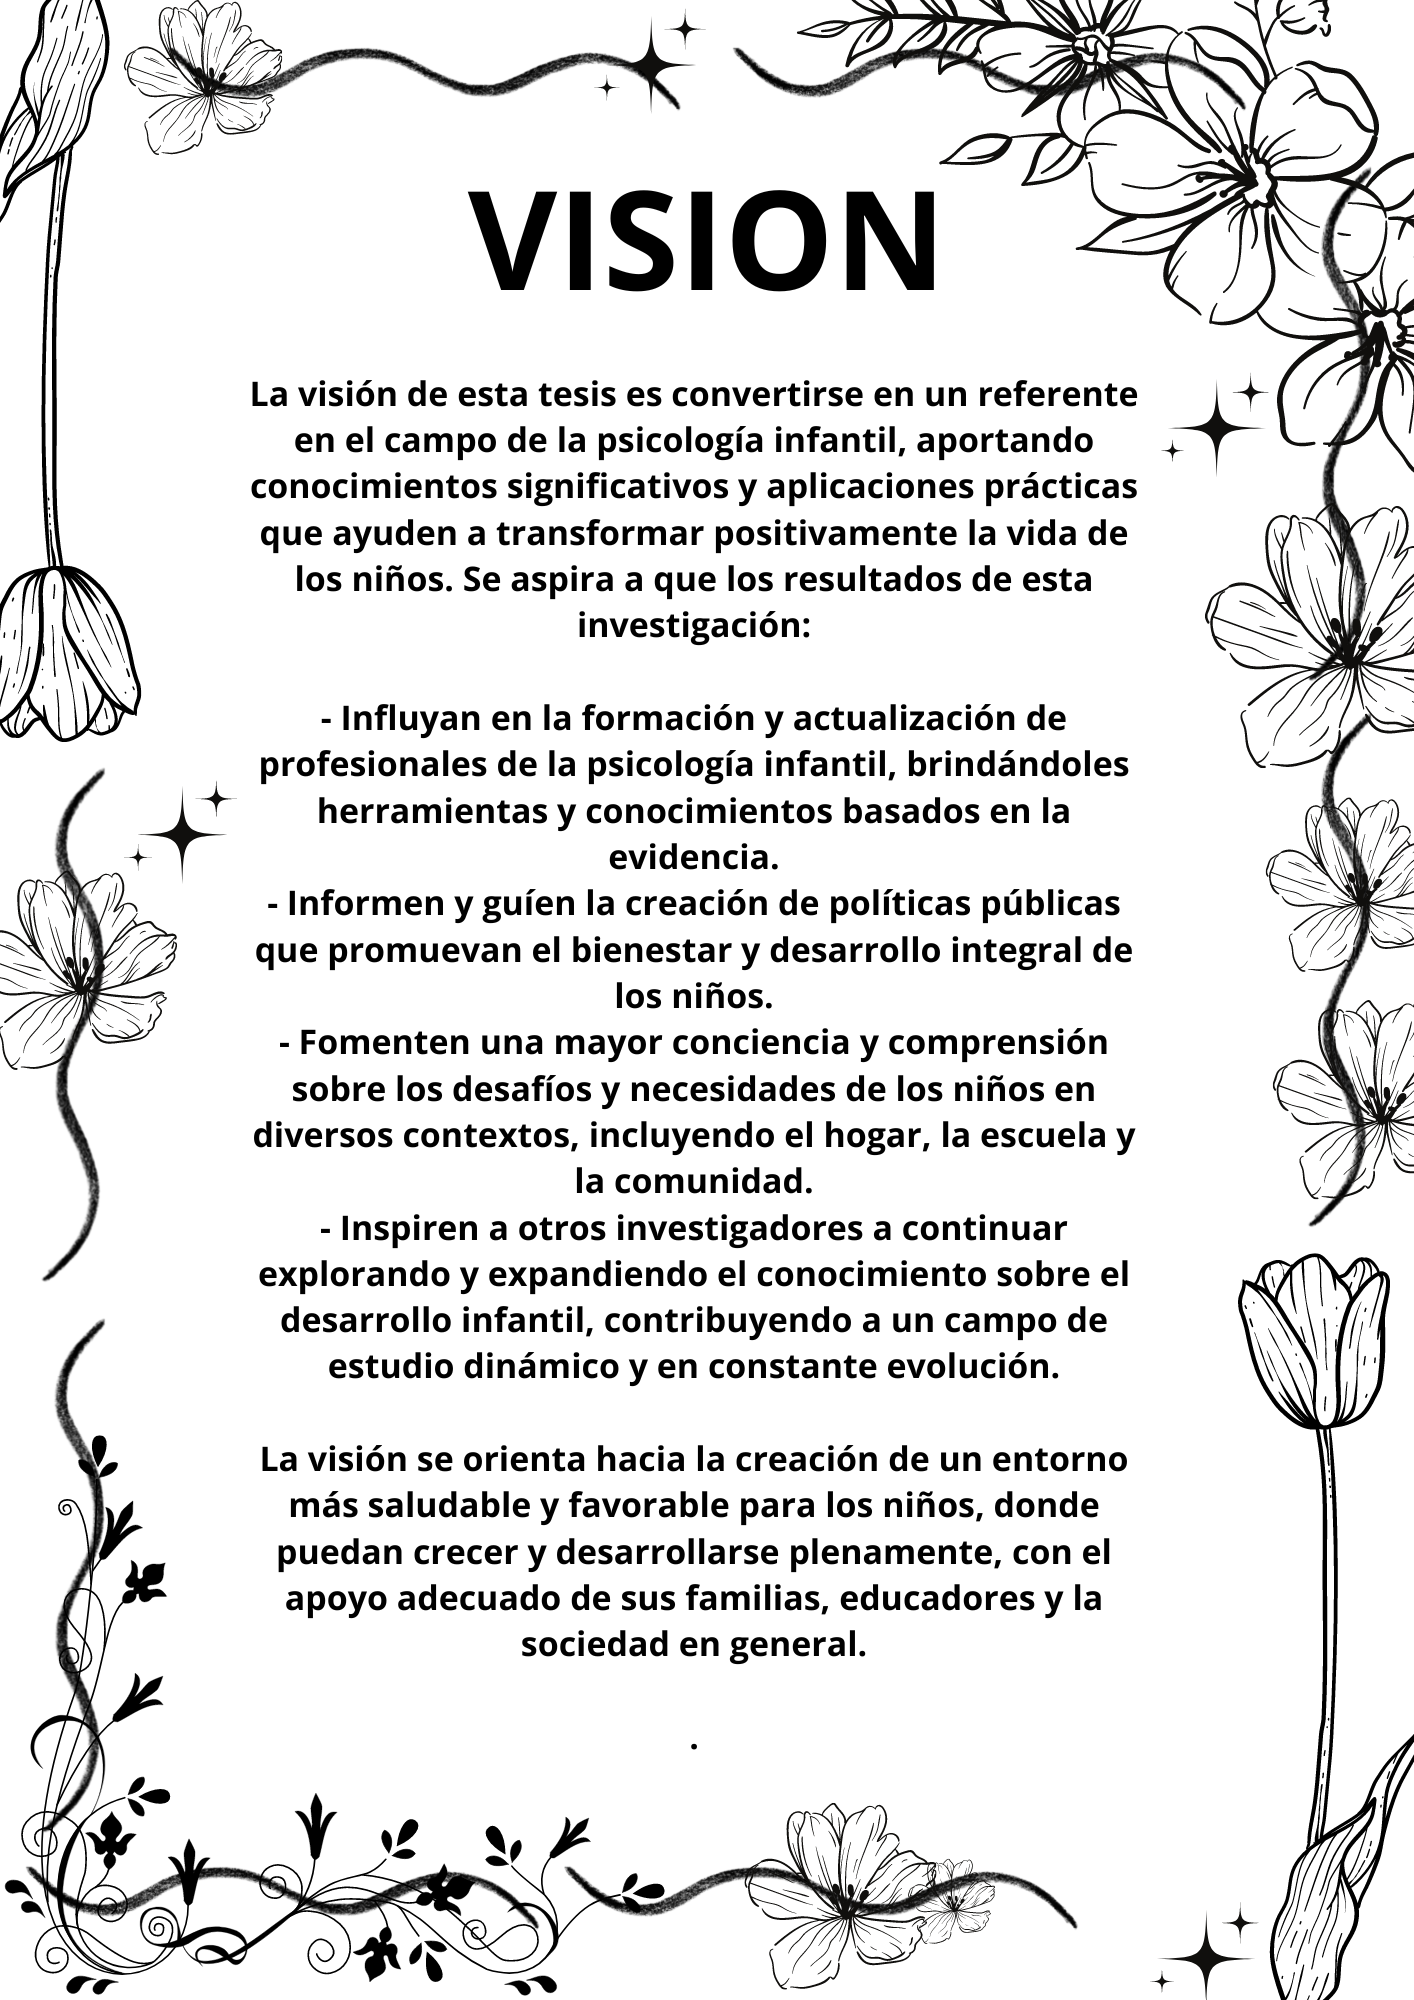 VISION
La visión de esta tesis es convertirse en un referente
en el campo de la psicología infantil, aportando
conocimientos significativos y aplicaciones prácticas
que ayuden a transformar positivamente la vida de
los niños. Se aspira a que los resultados de esta
investigación:
- Influyan en la formación y actualización de
profesionales de la psicología infantil, brindándoles
herramientas y conocimientos basados en la
evidencia.
- Informen y guíen la creación de políticas públicas
que promuevan el bienestar y desarrollo integral de
los niños.
- Fomenten una mayor conciencia y comprensión
sobre los desafíos y necesidades de los niños en
diversos contextos, incluyendo el hogar, la escuela y
la comunidad.
- Inspiren a otros investigadores a continuar
explorando y expandiendo el conocimiento sobre el
desarrollo infantil, contribuyendo a un campo de
estudio dinámico y en constante evolución.
La visión se orienta hacia la creación de un entorno
más saludable y favorable para los niños, donde
puedan crecer y desarrollarse plenamente, con el
apoyo adecuado de sus familias, educadores y la
sociedad en general.
.